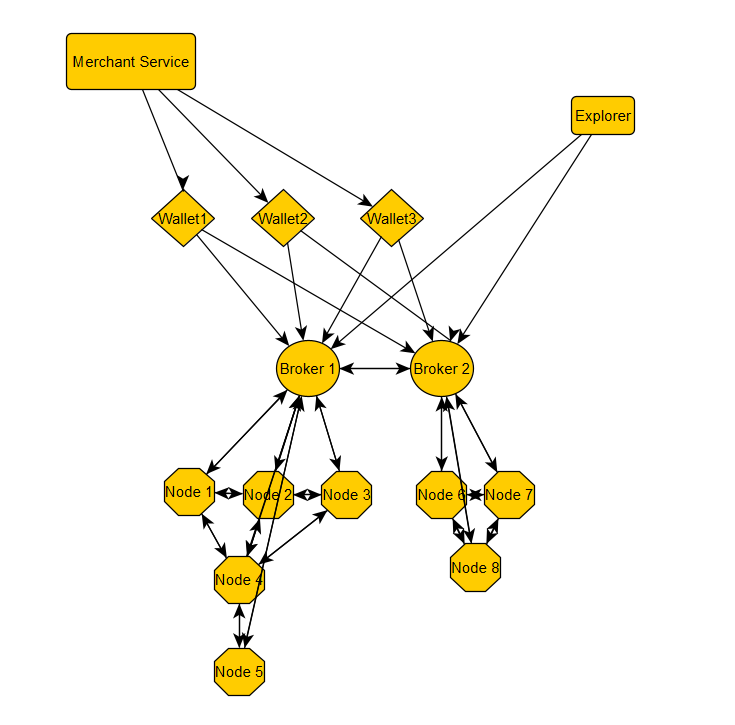 Merchant Service
Explorer
Wallet1
Wallet2
Wallet3
Broker 1
Broker 2
Node 1
Node 2
Node 3
Node 6
Node 7
Node 4
Node 8
Node 5